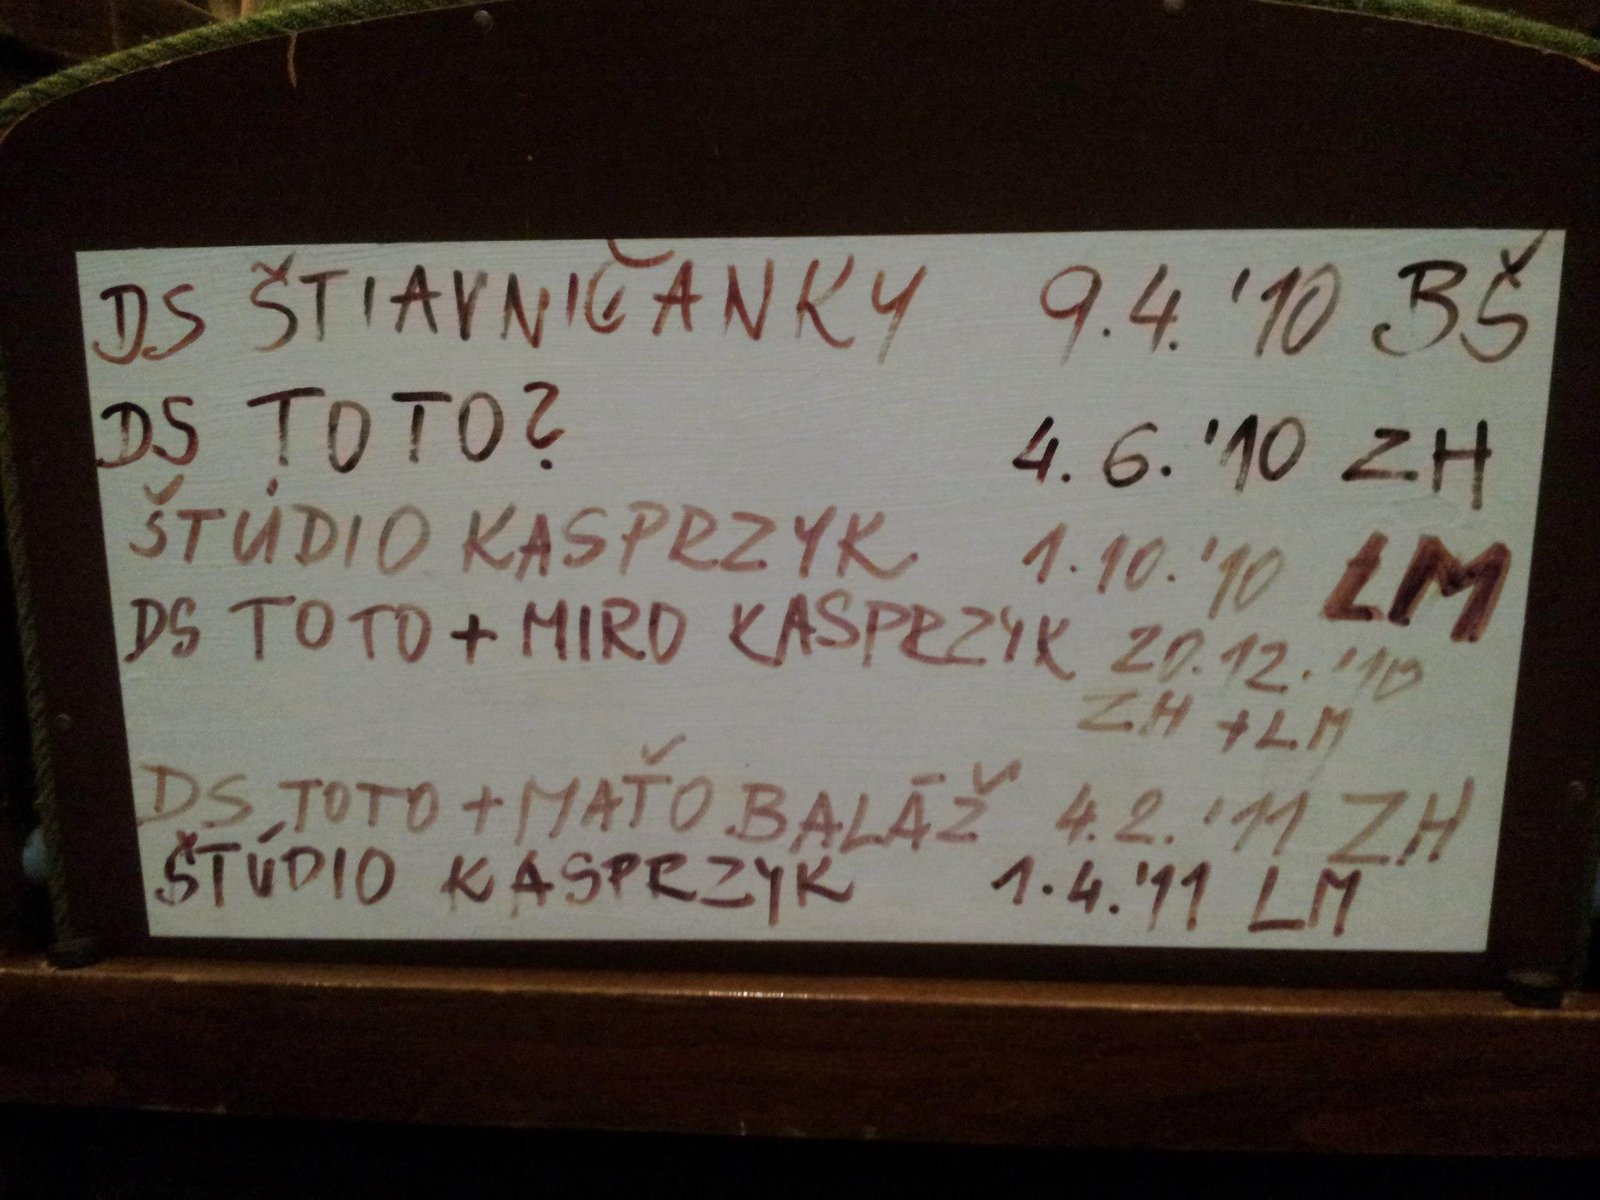 DS ŠTIAVNIČANKY 9.4. '10 BŠ
DS TOTO? 4.6. '10 ZH
ŠTÚDIO KASPRZYK 1.10. '10 LM
DS TOTO + MIRO KASPRZYK 20.12. '10
ZH + LM
DS TOTO + MAŤO BALÁŽ 4.2. '11 ZH
ŠTÚDIO KASPRZYK 1.4. '11 LM